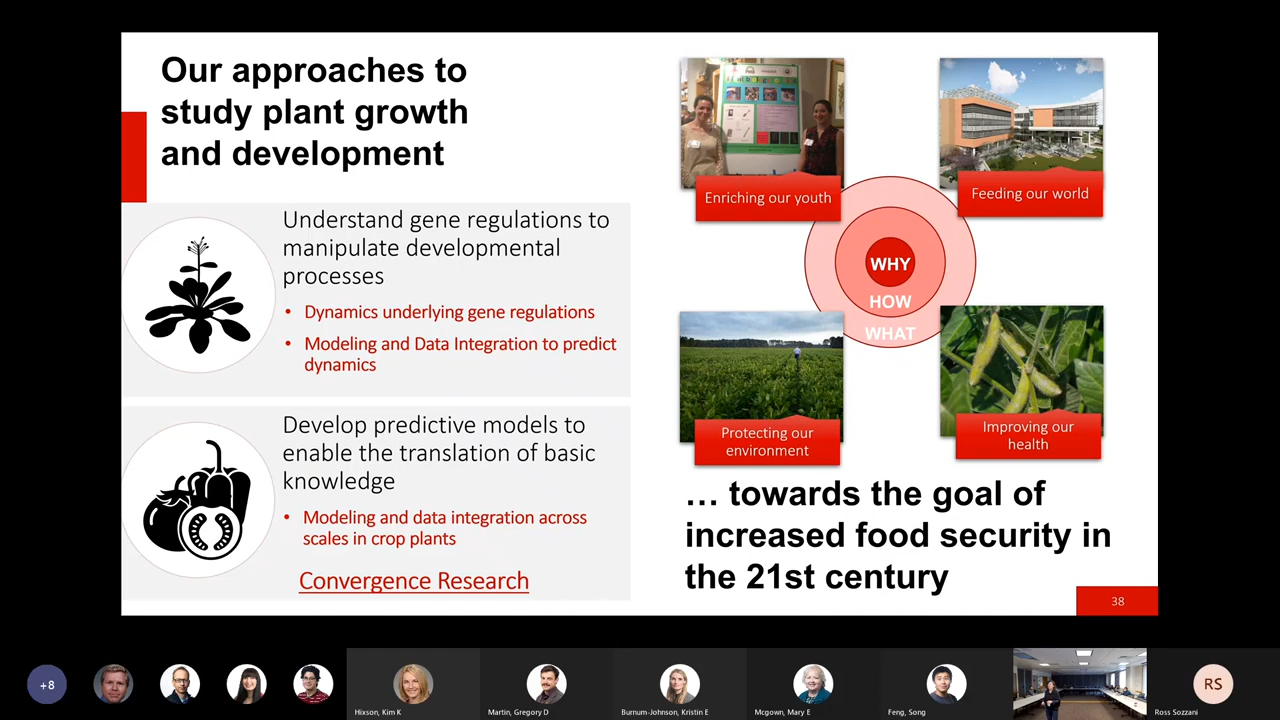 Our approaches to
study plant growth
and development
Understand gene regulations to
manipulate developmental
processes
• Dynamics underlying gene regulations
• Modeling and Data Integration to predict
dynamics
Develop predictive models to
enable the translation of basic
knowledge
• Modeling and data integration across
scales in crop plants
Convergence Research
Enriching our youth
Feeding our world
WHY
HOW
WHAT
Protecting our
environment
Improving our
health
... towards the goal of
increased food security in
the 21st century
38
+8
Hixson, Kim K
Martin, Gregory D
Burnum-Johnson, Kristin E
Mcgown, Mary E
Feng, Song
RS
Ross Sozzani